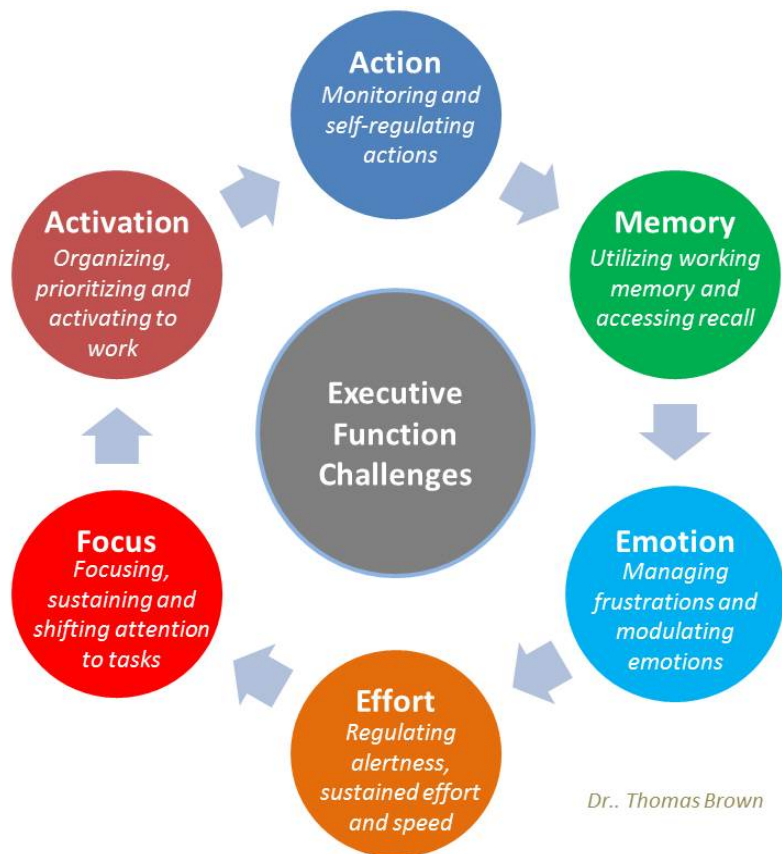 Action
Monitoring and
self-regulating
actions
Memory
Utilizing working
memory and
accessing recall
Emotion
Managing
frustrations and
modulating
emotions
Effort
Regulating
alertness,
sustained effort
and speed
Focus
Focusing,
sustaining and
shifting attention
to tasks
Activation
Organizing,
prioritizing and
activating to
work
Executive
Function
Challenges
Dr.. Thomas Brown